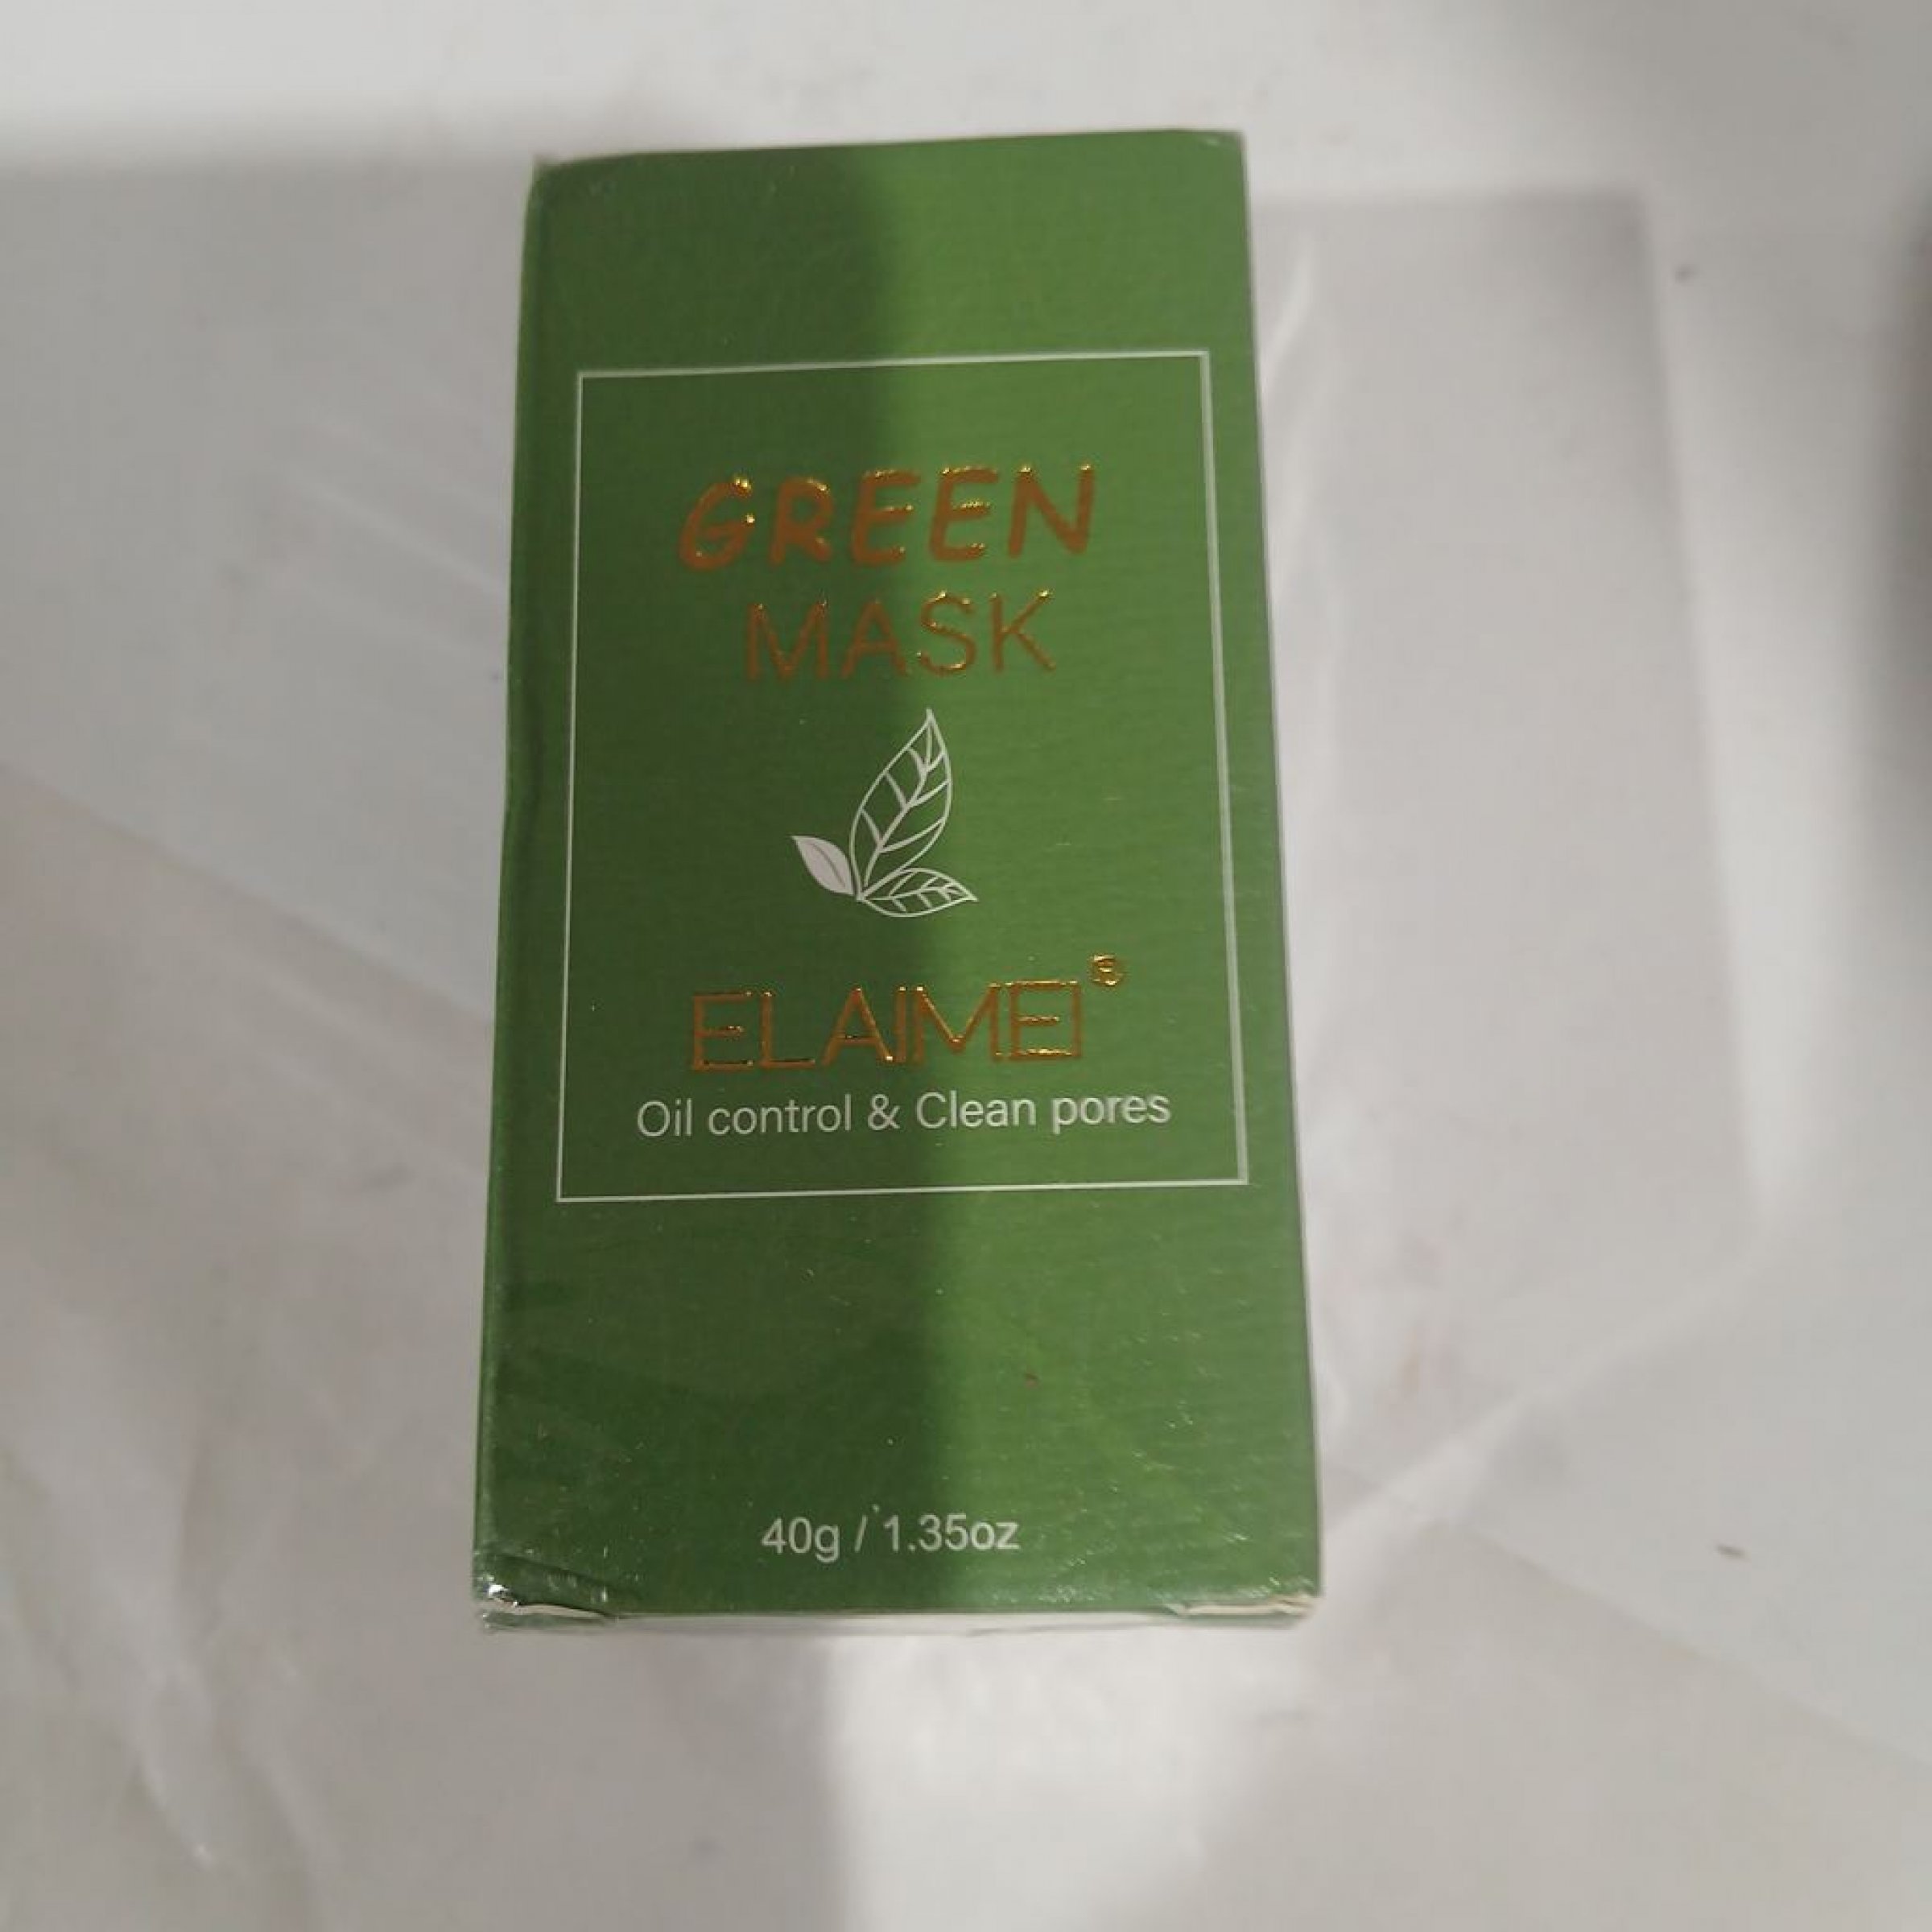 GREEN
MASK
ELAIMEI®
Oil control & Clean pores
40g / 1.35oz